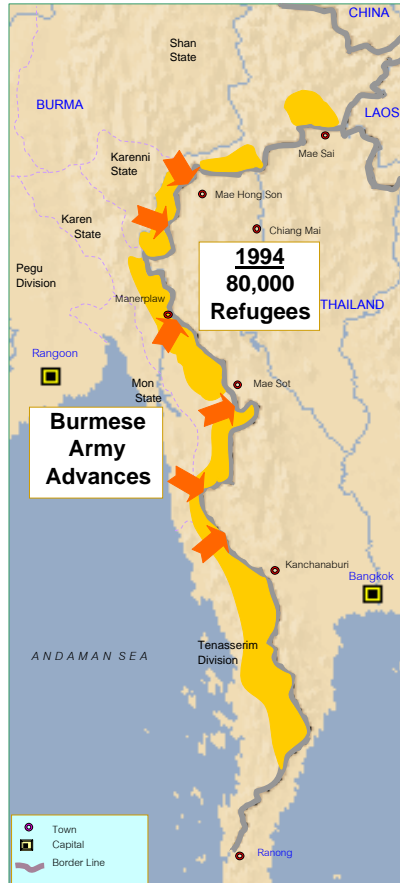 CHINA
Shan
State
BURMA
LAOS
Mae Sai
Karenni
State
Mae Hong Son
Karen
State
Chiang Mai
1994
80,000
Refugees
Pegu
Division
Manerplaw
THAILAND
Rangoon
Mon
State
Mae Sot
Burmese
Army
Advances
Kanchanaburi
Bangkok
ANDAMAN SEA
Tenasserim
Division
Town
Capital
Border Line
Ranong